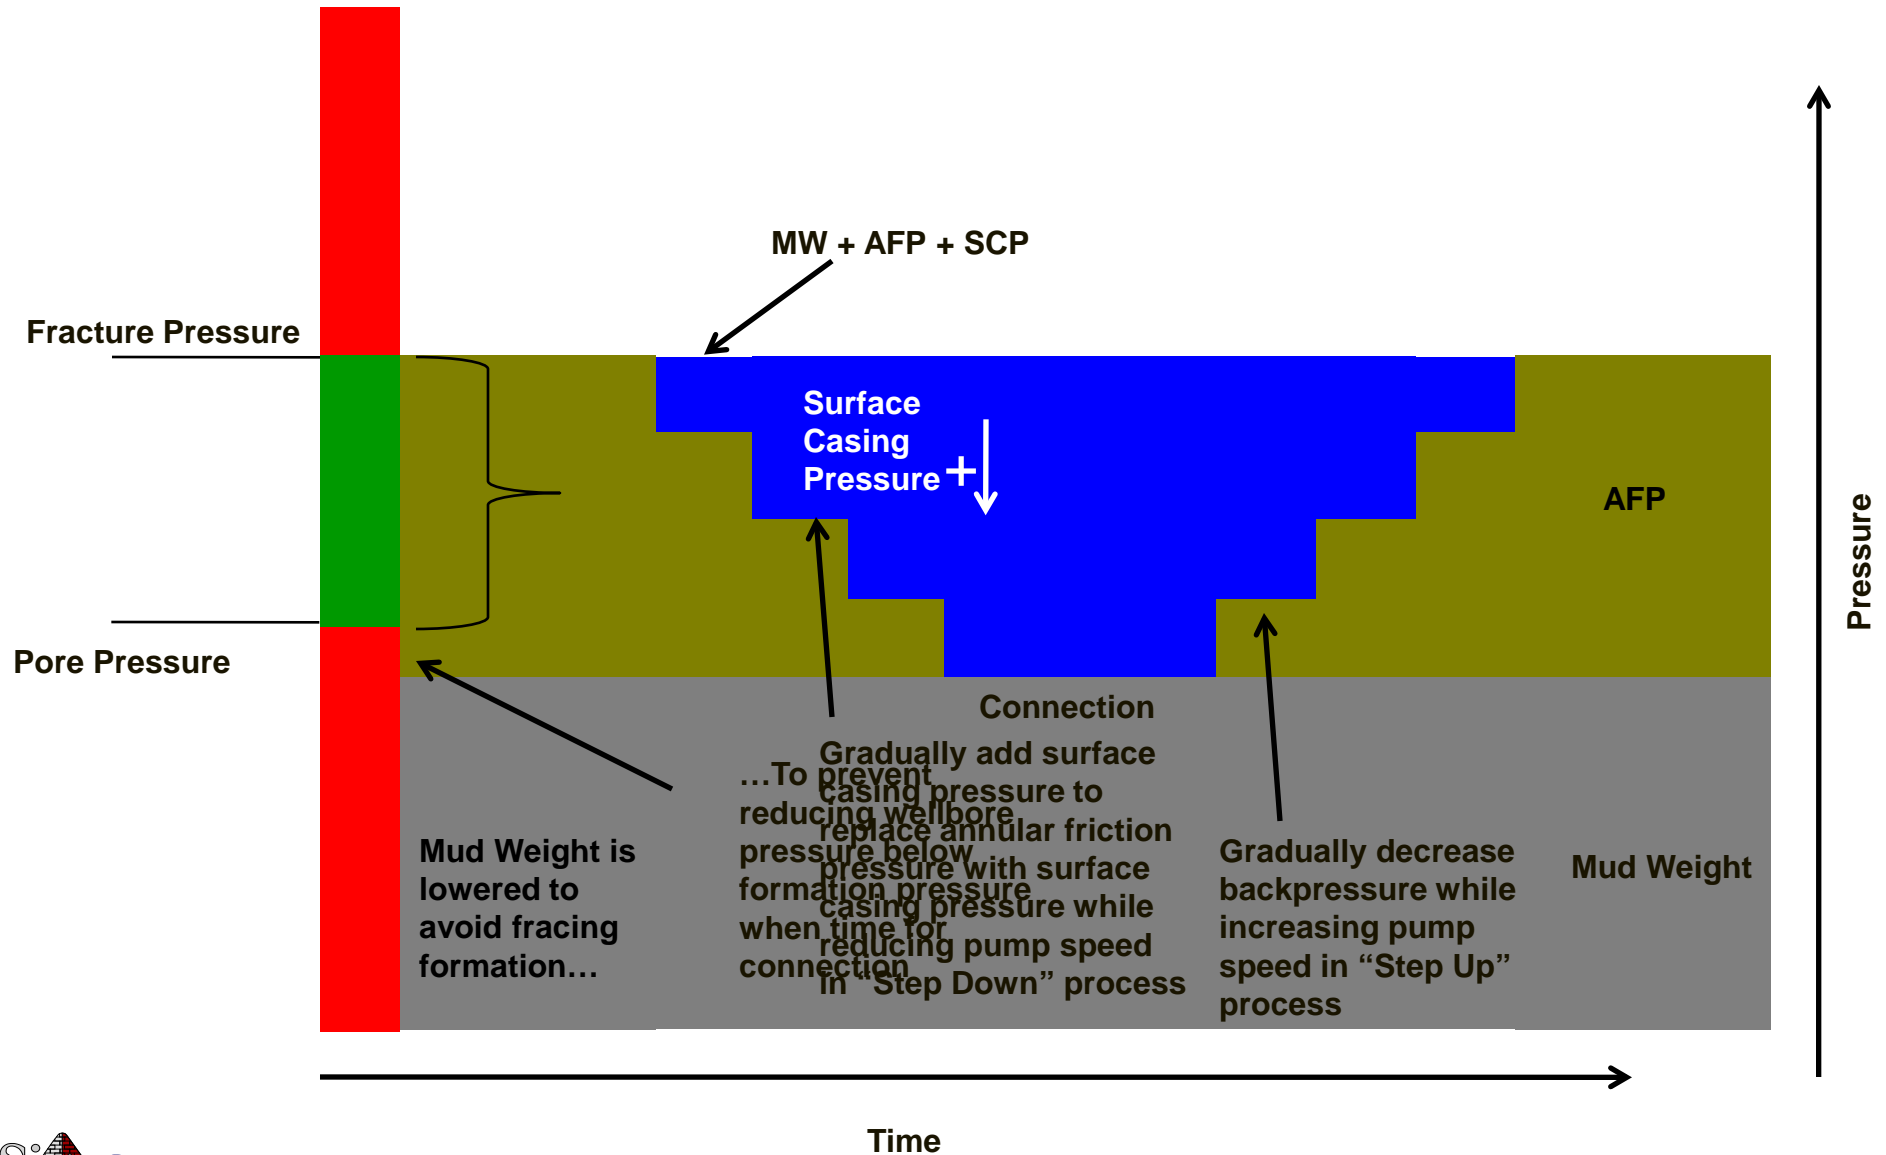 MW + AFP + SCP
Fracture Pressure
Surface
Casing
Pressure +
AFP
Pressure
Pore Pressure
Connection
Gradually add surface
casing pressure to
replace annular friction
pressure with surface
casing pressure while
reducing pump speed
in “Step Down” process
…To prevent
reducing wellbore
pressure below
formation pressure
when time for
connection
Mud Weight is
lowered to
avoid fracing
formation…
Gradually decrease
backpressure while
increasing pump
speed in “Step Up”
process
Mud Weight
Time